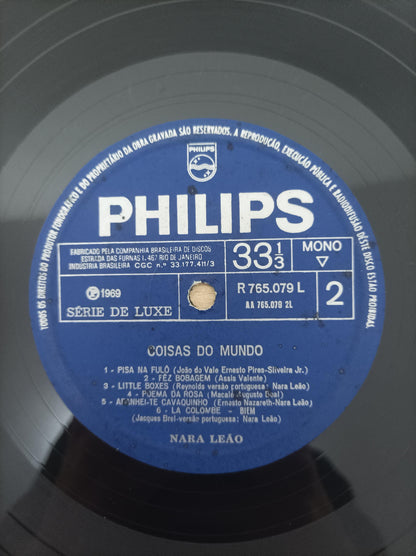 TODOS OS DIREITOS DO PRODUTOR FONOGRÁFICO E DO PROPRIETÁRIO DA OBRA GRAVADA SÃO RESERVADOS. A REPRODUÇÃO, EXECUÇÃO PÚBLICA E RADIODIFUSÃO DÊSTE DISCO ESTÃO PROIBIDAS
PHILIPS
PHILIPS
FABRICADO PELA COMPANHIA BRASILEIRA DE DISCOS
ESTRADA DAS FURNAS 1.467 RIO DE JANEIRO
INDÚSTRIA BRASILEIRA CGC n.º 33.177.411/3
33 1/3
MONO
℗ 1969
SÉRIE DE LUXE
R 765.079 L
AA 765.079 2L
2
COISAS DO MUNDO
1 - PISA NA FULÔ (João do Vale Ernesto Pires-Silveira Jr.)
2 - FÊZ BOBAGEM (Assis Valente)
3 - LITTLE BOXES (Reynolds versão portuguesa: Nara Leão)
4 - POEMA DA ROSA (Macalé Augusto Boal)
5 - APANHEI-TE CAVAQUINHO (Ernesto Nazareth-Nara Leão)
6 - LA COLOMBE - BIEM
(Jacques Brel-versão portuguesa: Nara Leão)
NARA LEÃO